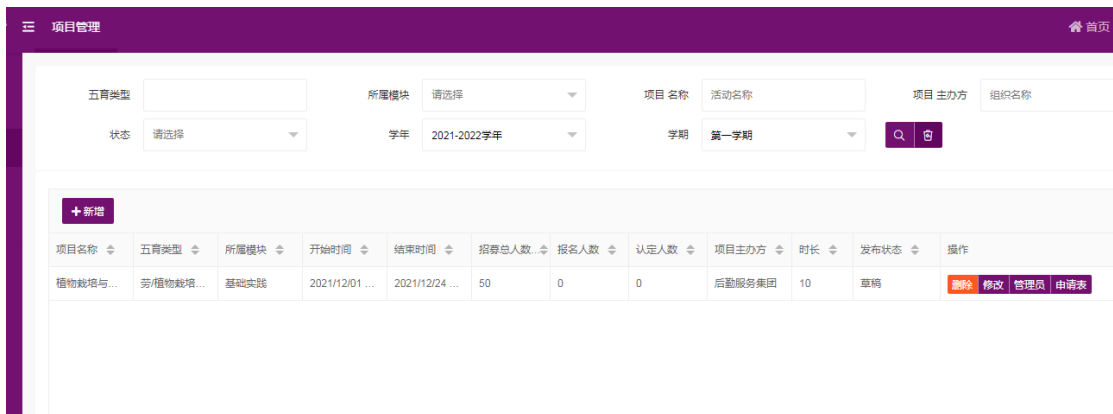 项目管理 首页
五育类型 所属模块 请选择 项目 名称 活动名称 项目 主办方 组织名称
状态 请选择 学年 2021-2022学年 学期 第一学期
+新增
项目名称 五育类型 所属模块 开始时间 结束时间 招募总人数... 报名人数 认定人数 项目主办方 时长 发布状态 操作
植物栽培与... 劳/植物栽培... 基础实践 2021/12/01 ... 2021/12/24 ... 50 0 0 后勤服务集团 10 草稿 删除 修改 管理员 申请表